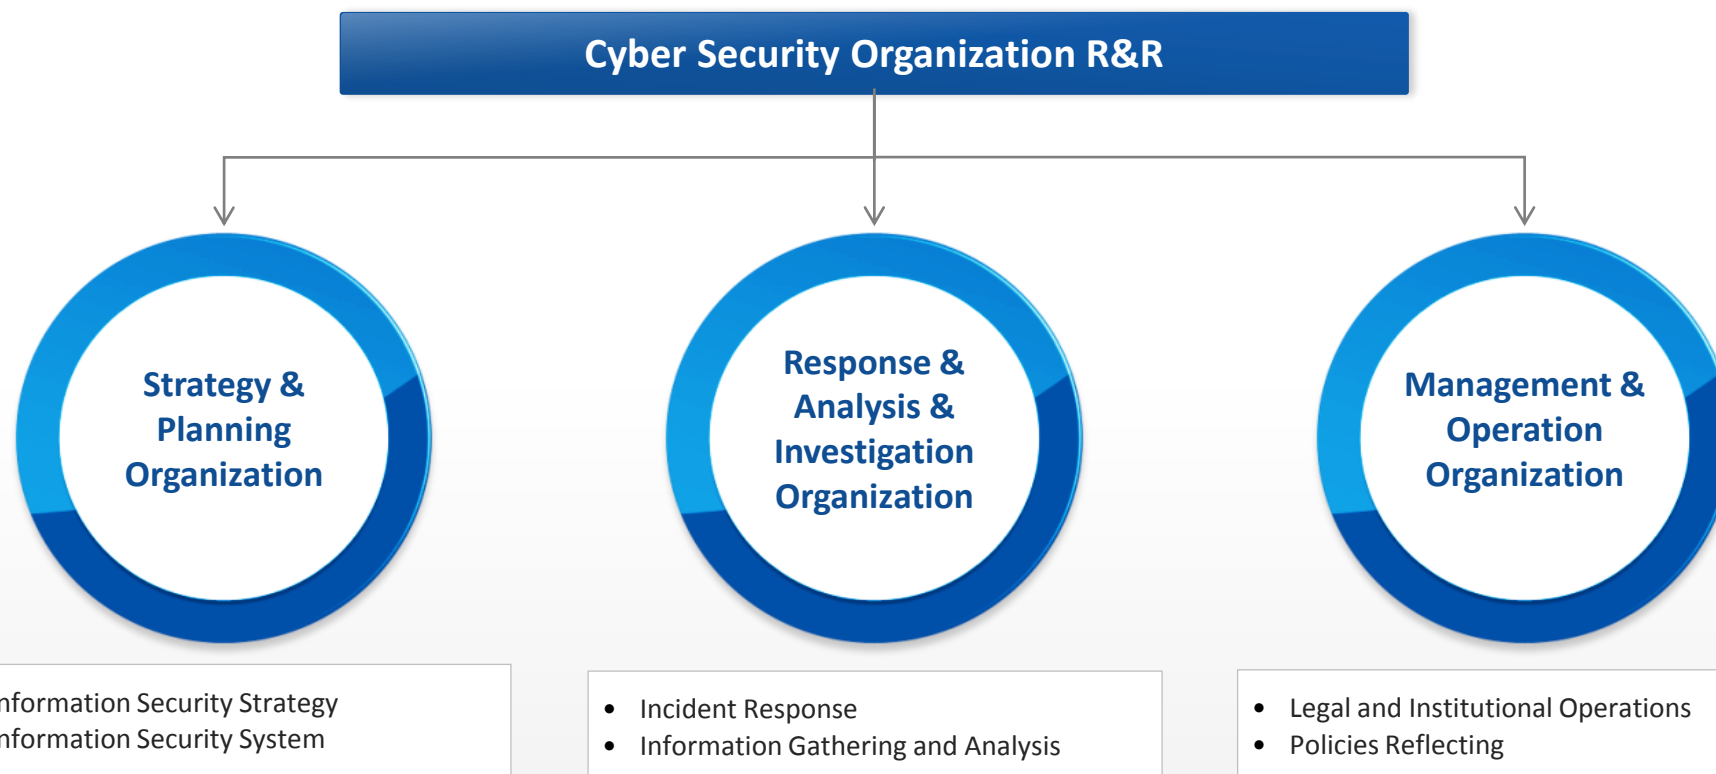 Cyber Security Organization R&R
Strategy &
Planning
Organization
Response &
Analysis &
Investigation
Organization
Management &
Operation
Organization
nformation Security Strategy
nformation Security System
• Incident Response
• Information Gathering and Analysis
• Legal and Institutional Operations
• Policies Reflecting